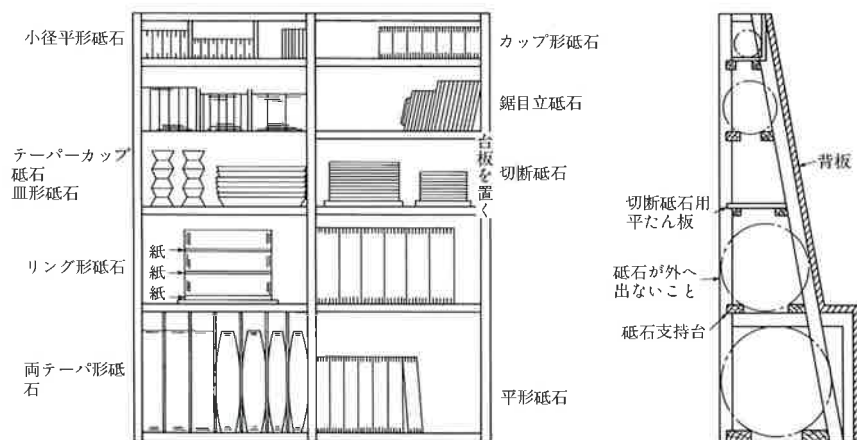 小径平形砥石
カップ形砥石
鋸目立砥石
テーパーカップ
砥石
皿形砥石
台板を置く
切断砥石
リング形砥石
紙
紙
紙
両テーパ形砥
石
平形砥石
背板
切断砥石用
平たん板
砥石が外へ
出ないこと
砥石支持台